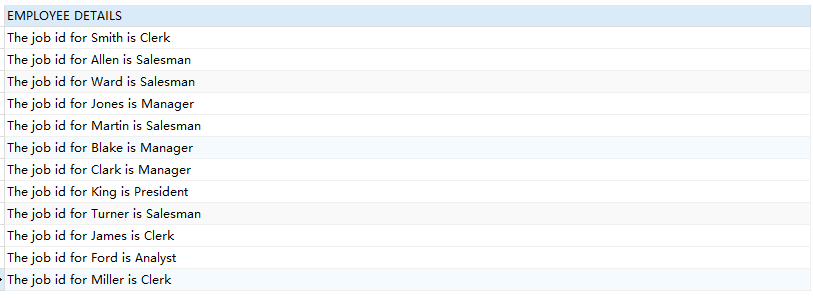 EMPLOYEE DETAILS
The job id for Smith is Clerk
The job id for Allen is Salesman
The job id for Ward is Salesman
The job id for Jones is Manager
The job id for Martin is Salesman
The job id for Blake is Manager
The job id for Clark is Manager
The job id for King is President
The job id for Turner is Salesman
The job id for James is Clerk
The job id for Ford is Analyst
The job id for Miller is Clerk